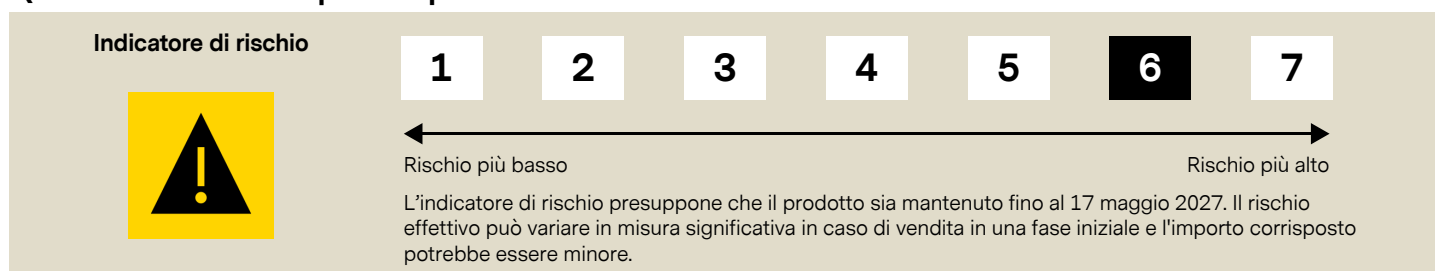 Indicatore di rischio
1 2 3 4 5 6 7
Rischio più basso Rischio più alto
L'indicatore di rischio presuppone che il prodotto sia mantenuto fino al 17 maggio 2027. Il rischio
effettivo può variare in misura significativa in caso di vendita in una fase iniziale e l'importo corrisposto
potrebbe essere minore.